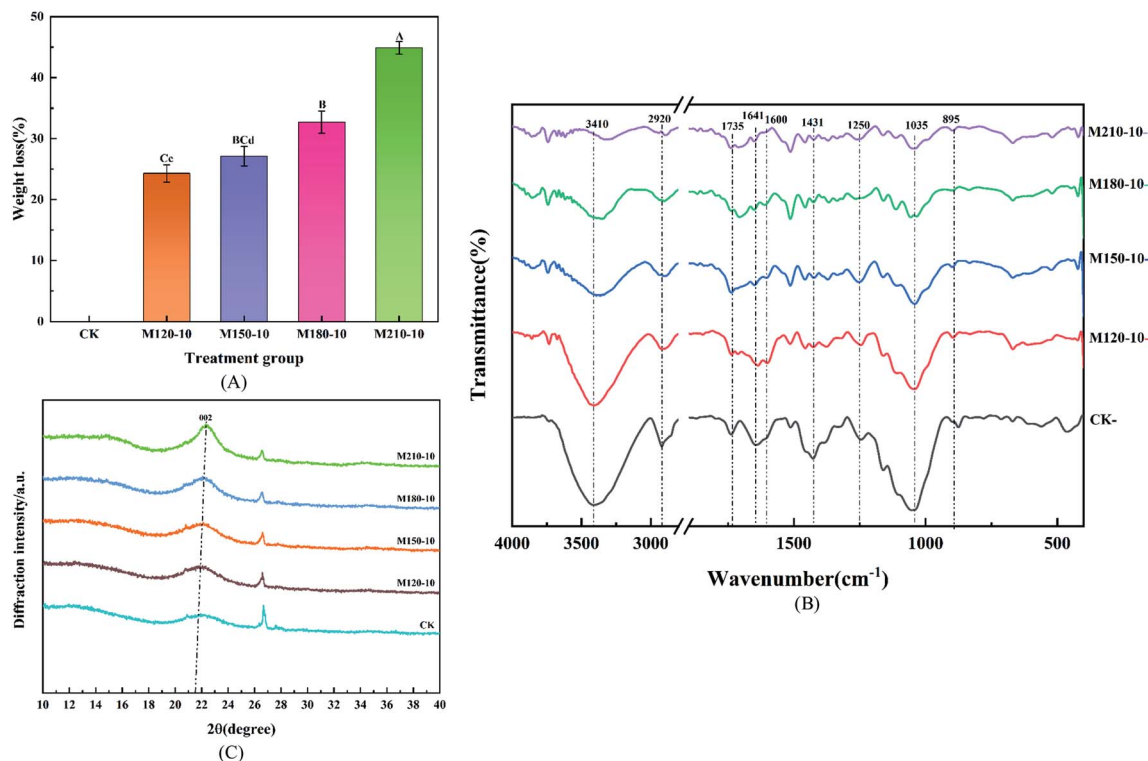 50
40
30
20
10
0
Weight loss(%)
Cc
BCd
B
A
CK
M120-10
M150-10
M180-10
M210-10
Treatment group
(A)
3410
2920
1735
1641
1600
1431
1250
1035
895
M210-10-
M180-10-
M150-10-
M120-10-
CK-
Transmittance(%)
4000
3500
3000
1500
1000
500
Wavenumber(cm⁻¹)
(B)
002
M210-10
M180-10
M150-10
M120-10
CK
Diffraction intensity/a.u.
10
12
14
16
18
20
22
24
26
28
30
32
34
36
38
40
2θ(degree)
(C)